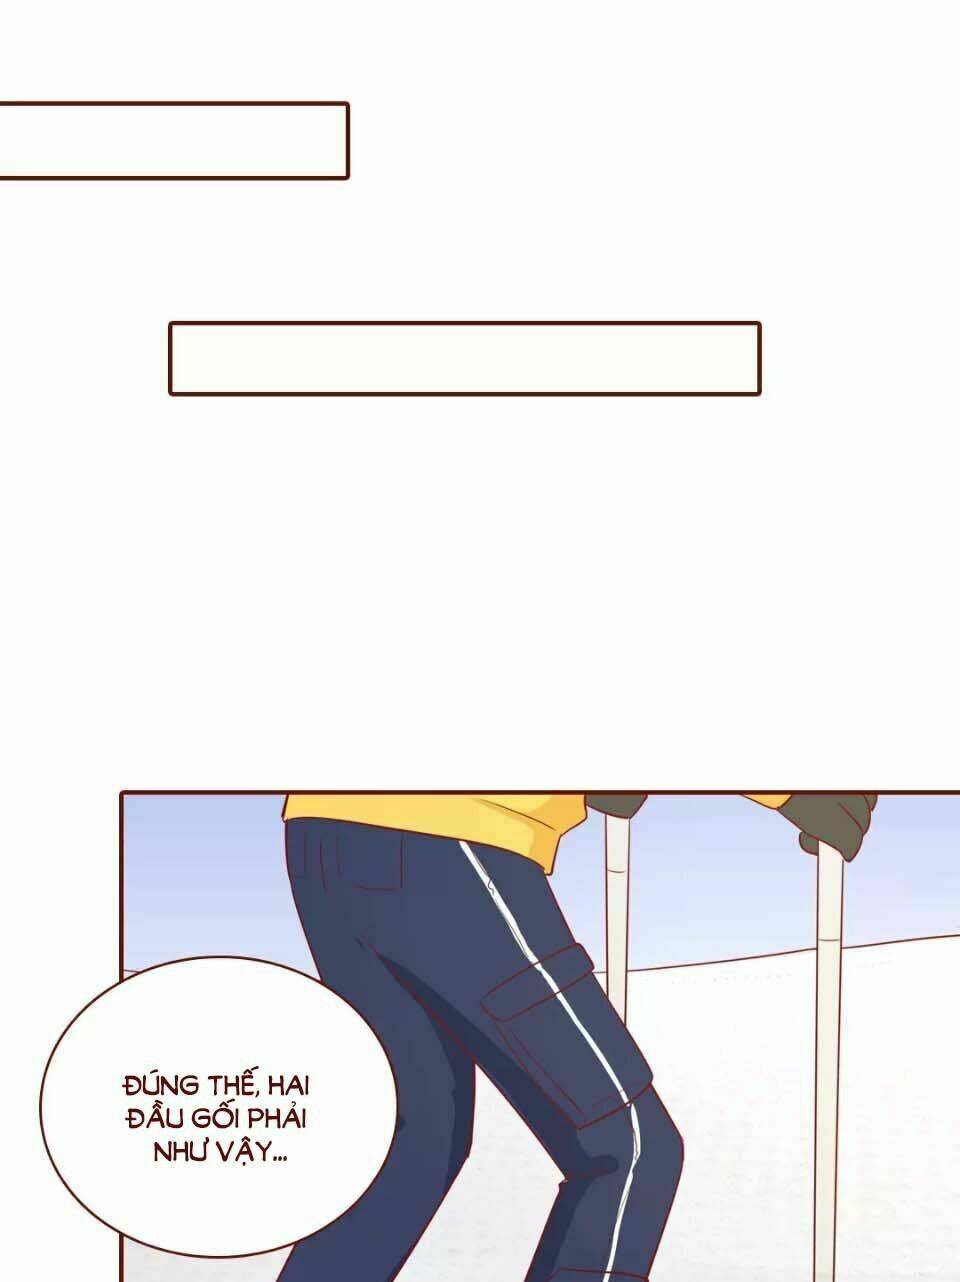 ĐÚNG THẾ, HAI
ĐẦU GỐI PHẢI
NHƯ VẬY...